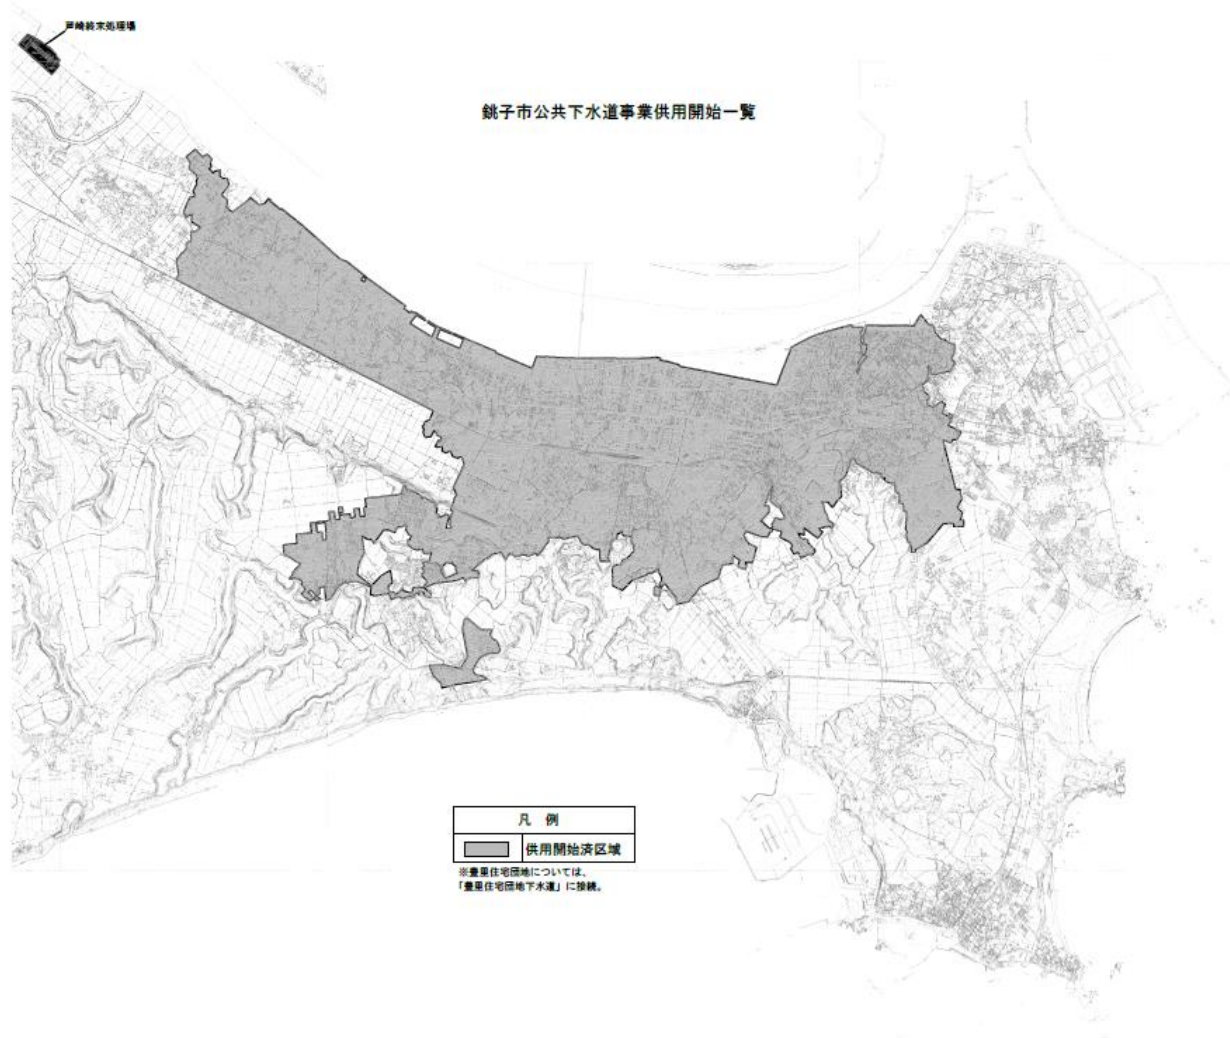 芦崎終末処理場
銚子市公共下水道事業供用開始一覧
凡 例
供用開始済区域
※豊里住宅団地については、
「豊里住宅団地下水道」に接続。